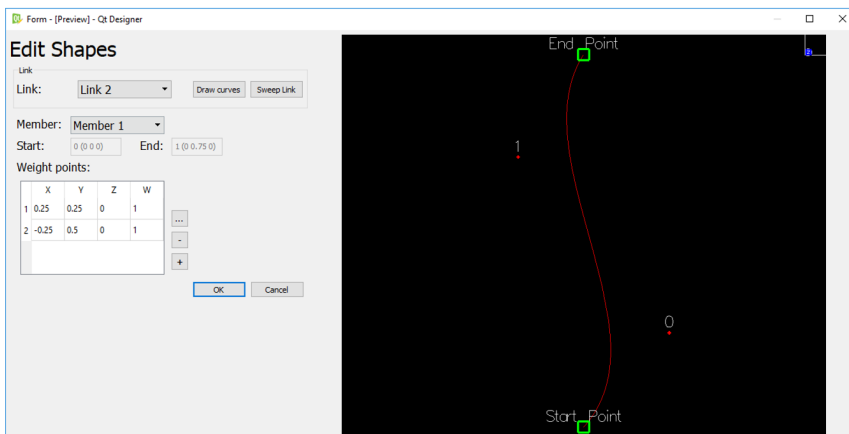 Form - [Preview] - Qt Designer
Edit Shapes
Link
Link: Link 2 Draw curves Sweep Link
Member: Member 1
Start: 0 (0 0 0) End: 1 (0 0.75 0)
Weight points:
X Y Z W
1 0.25 0.25 0 1
2 -0.25 0.5 0 1
...
-
+
OK Cancel
End Point
1
0
Start Point